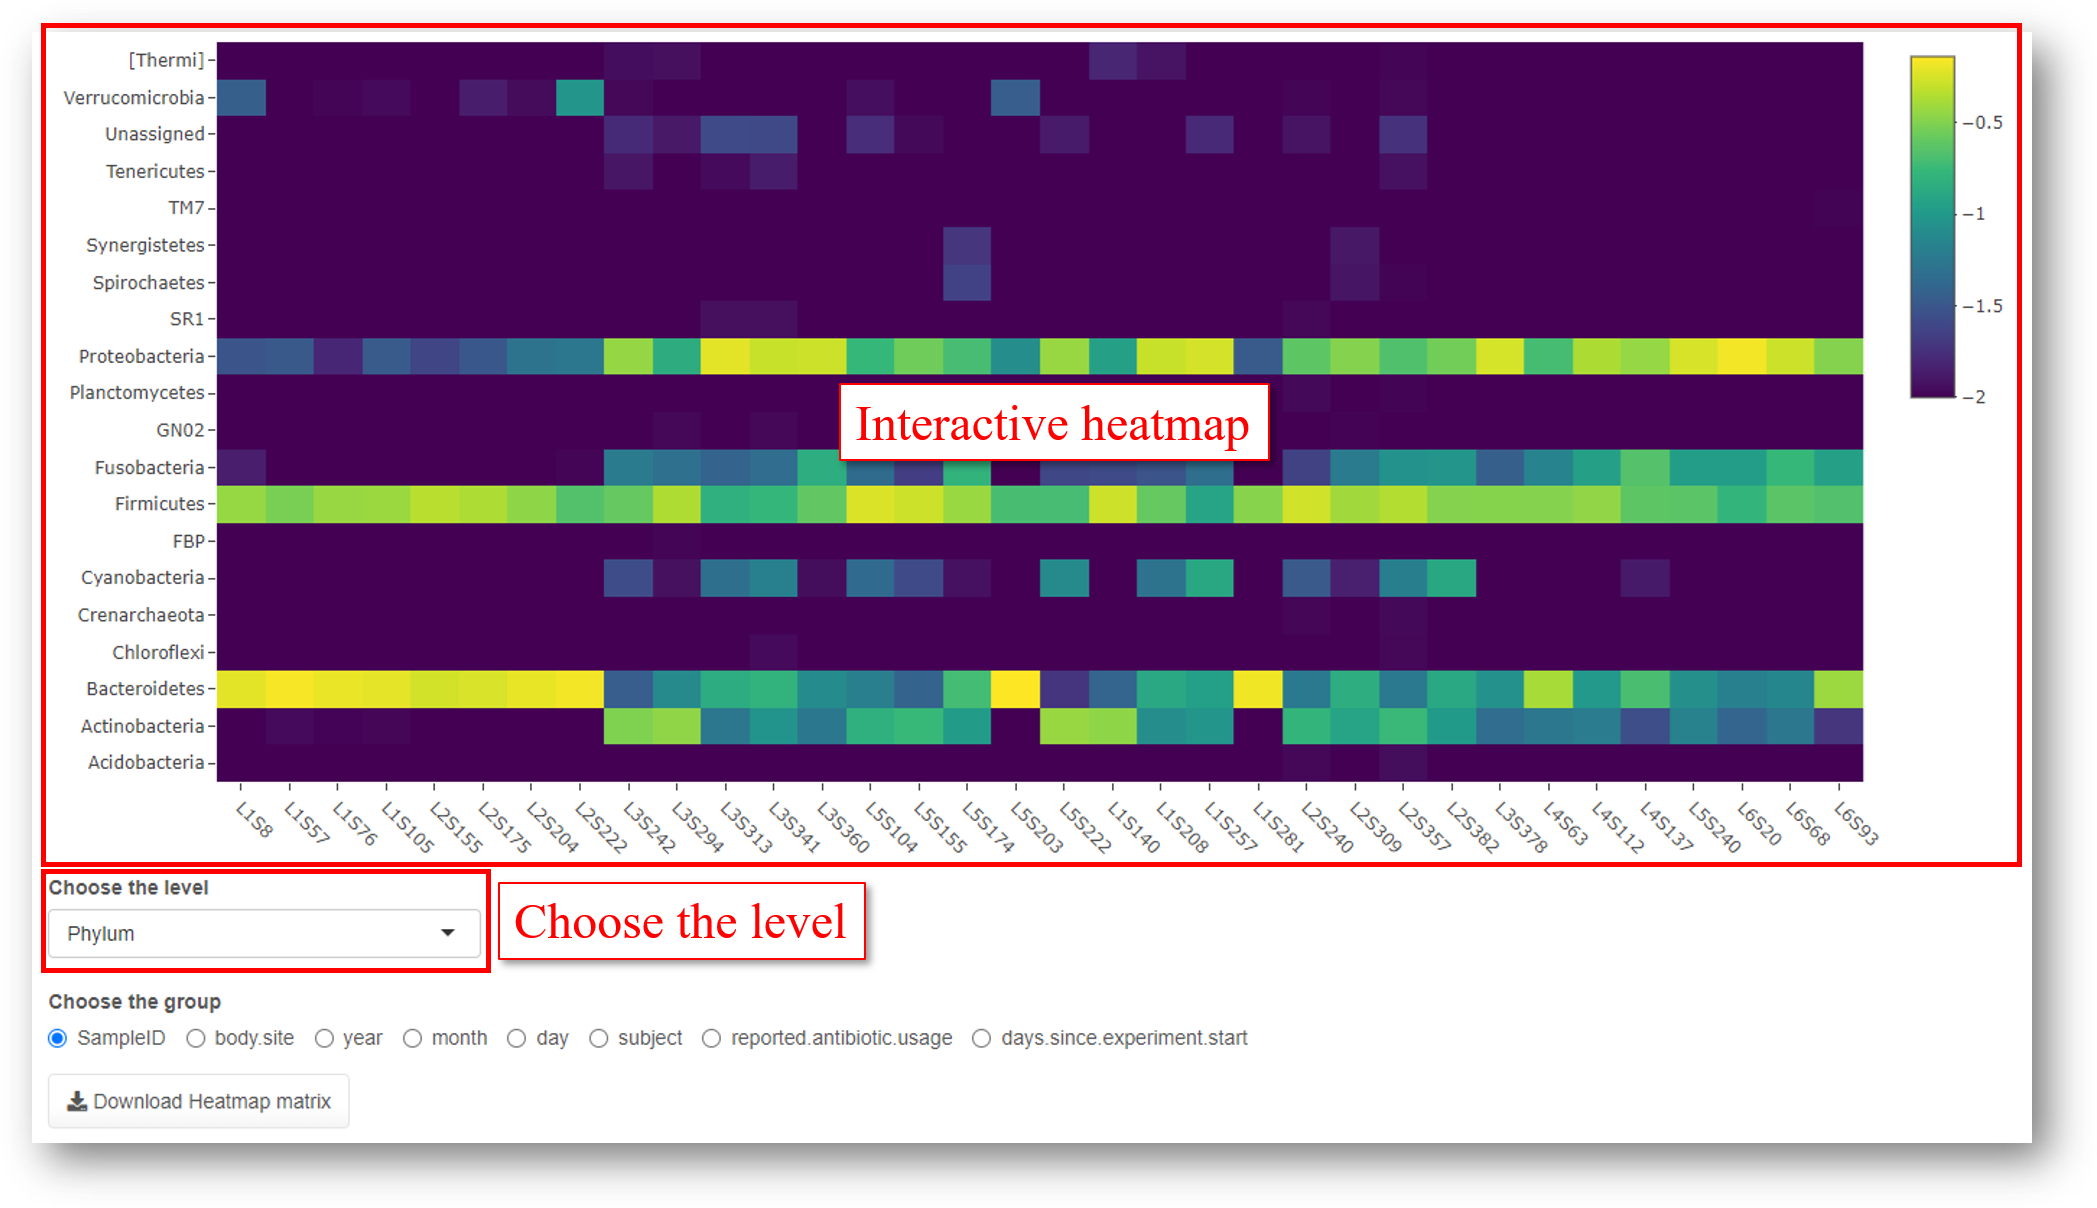 [Thermi]
Verrucomicrobia
Unassigned
Tenericutes
TM7
Synergistetes
Spirochaetes
SR1
Proteobacteria
Planctomycetes
GN02
Fusobacteria
Firmicutes
FBP
Cyanobacteria
Crenarchaeota
Chloroflexi
Bacteroidetes
Actinobacteria
Acidobacteria
Interactive heatmap
−0.5
−1
−1.5
−2
L1S8 L1S57 L1S76 L1S105 L2S155 L2S175 L2S204 L2S222 L3S242 L3S294 L3S313 L3S341 L3S360 L5S104 L5S155 L5S174 L5S203 L5S222 L1S140 L1S208 L1S257 L1S281 L2S240 L2S309 L2S357 L2S382 L3S378 L4S63 L4S112 L4S137 L5S240 L6S20 L6S68 L6S93
Choose the level
Phylum
Choose the level
Choose the group
SampleID body.site year month day subject reported.antibiotic.usage days.since.experiment.start
Download Heatmap matrix